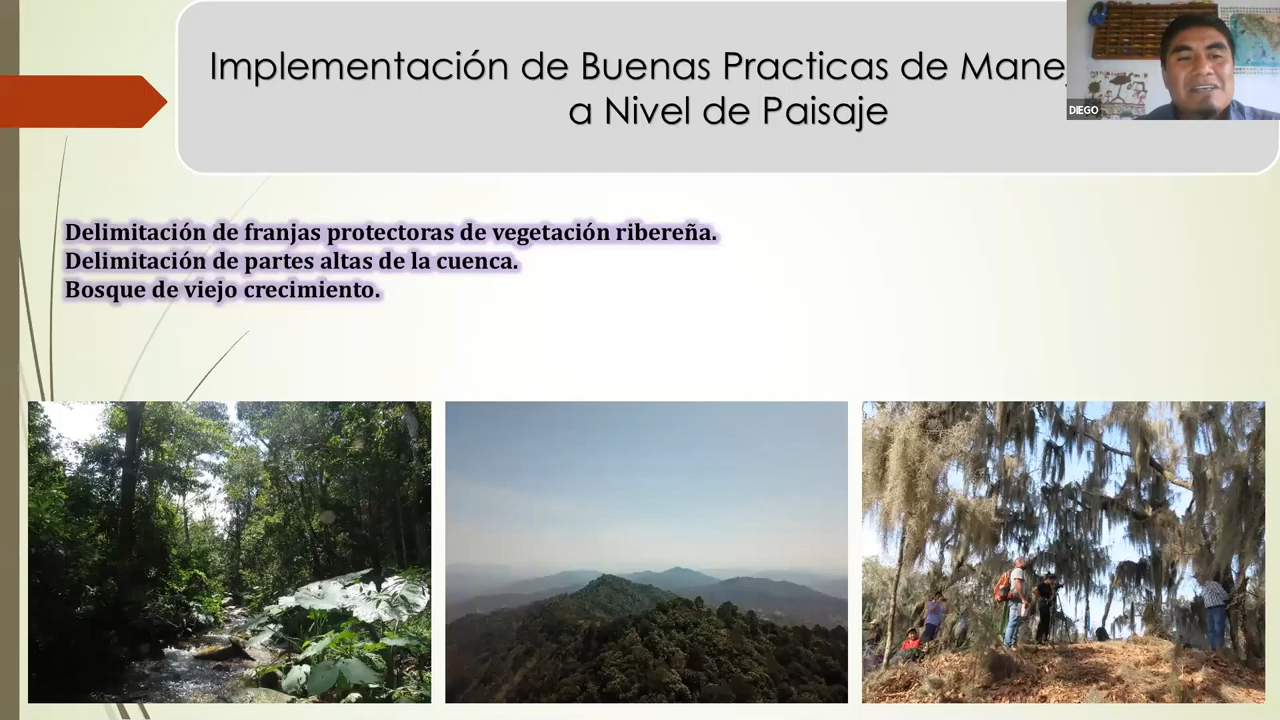 Implementación de Buenas Practicas de Mane
a Nivel de Paisaje
DIEGO
Delimitación de franjas protectoras de vegetación ribereña.
Delimitación de partes altas de la cuenca.
Bosque de viejo crecimiento.